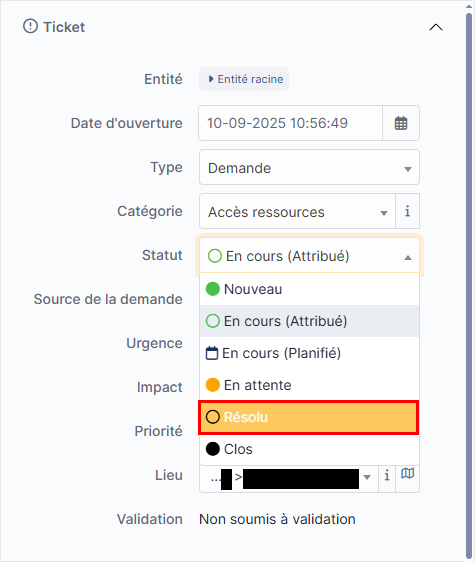 Ticket
Entité Entité racine
Date d'ouverture 10-09-2025 10:56:49
Type Demande
Catégorie Accès ressources i
Statut En cours (Attribué)
Nouveau
Source de la demande
En cours (Attribué)
Urgence
En cours (Planifié)
Impact En attente
Résolu
Priorité
Clos
Lieu ... > i
Validation Non soumis à validation